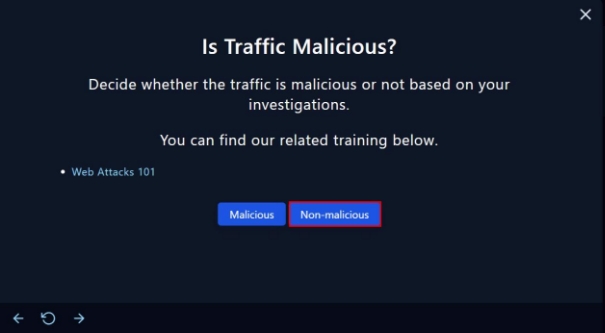 Is Traffic Malicious?
Decide whether the traffic is malicious or not based on your
investigations.
You can find our related training below.
Web Attacks 101
Malicious Non-malicious